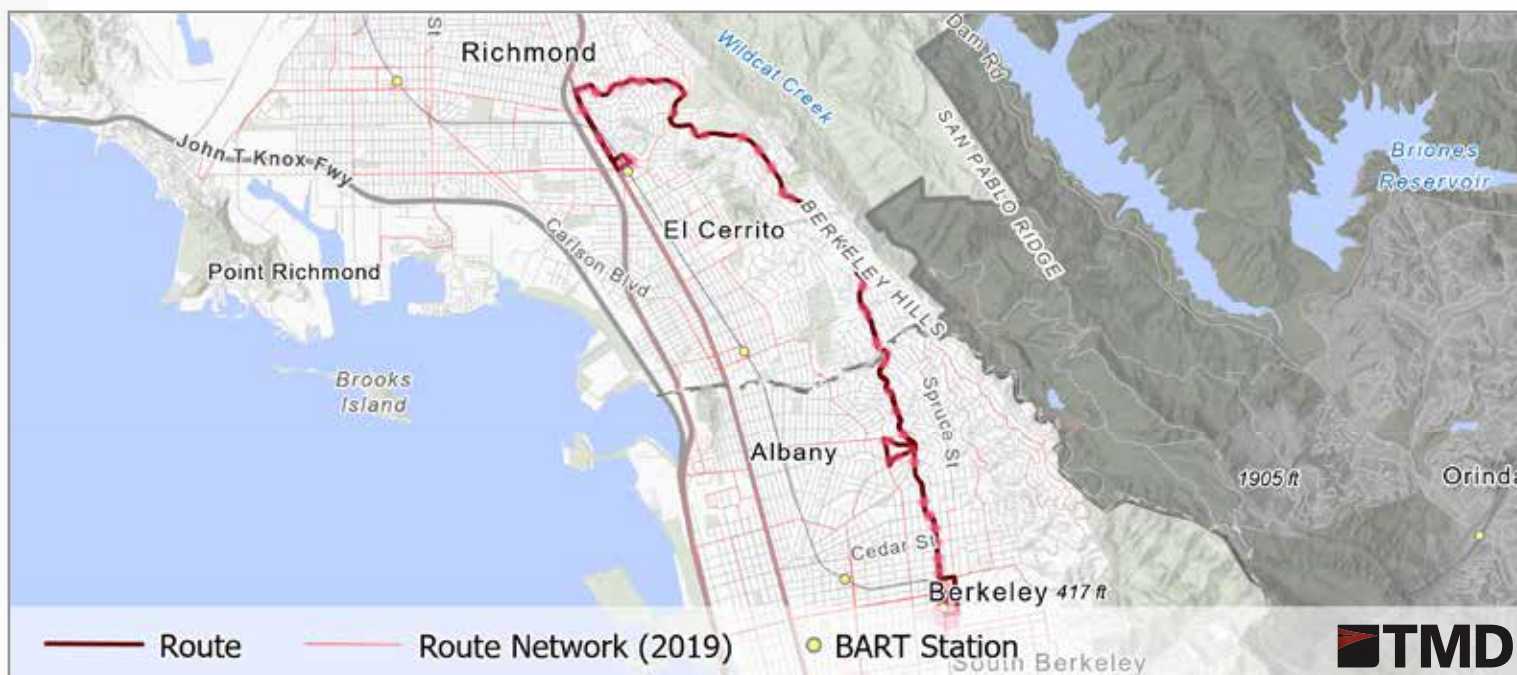 St
Richmond
Wildcat Creek
Dam Rd
SAN PABLO RIDGE
Briones
Reservoir
John T Knox Fwy
El Cerrito
BERKELEY HILLS
Carlson Blvd
Point Richmond
Brooks
Island
Spruce St
Albany
1905 ft
Orinda
Cedar St
Berkeley 417 ft
Route
Route Network (2019)
BART Station
South Berkeley
TMD